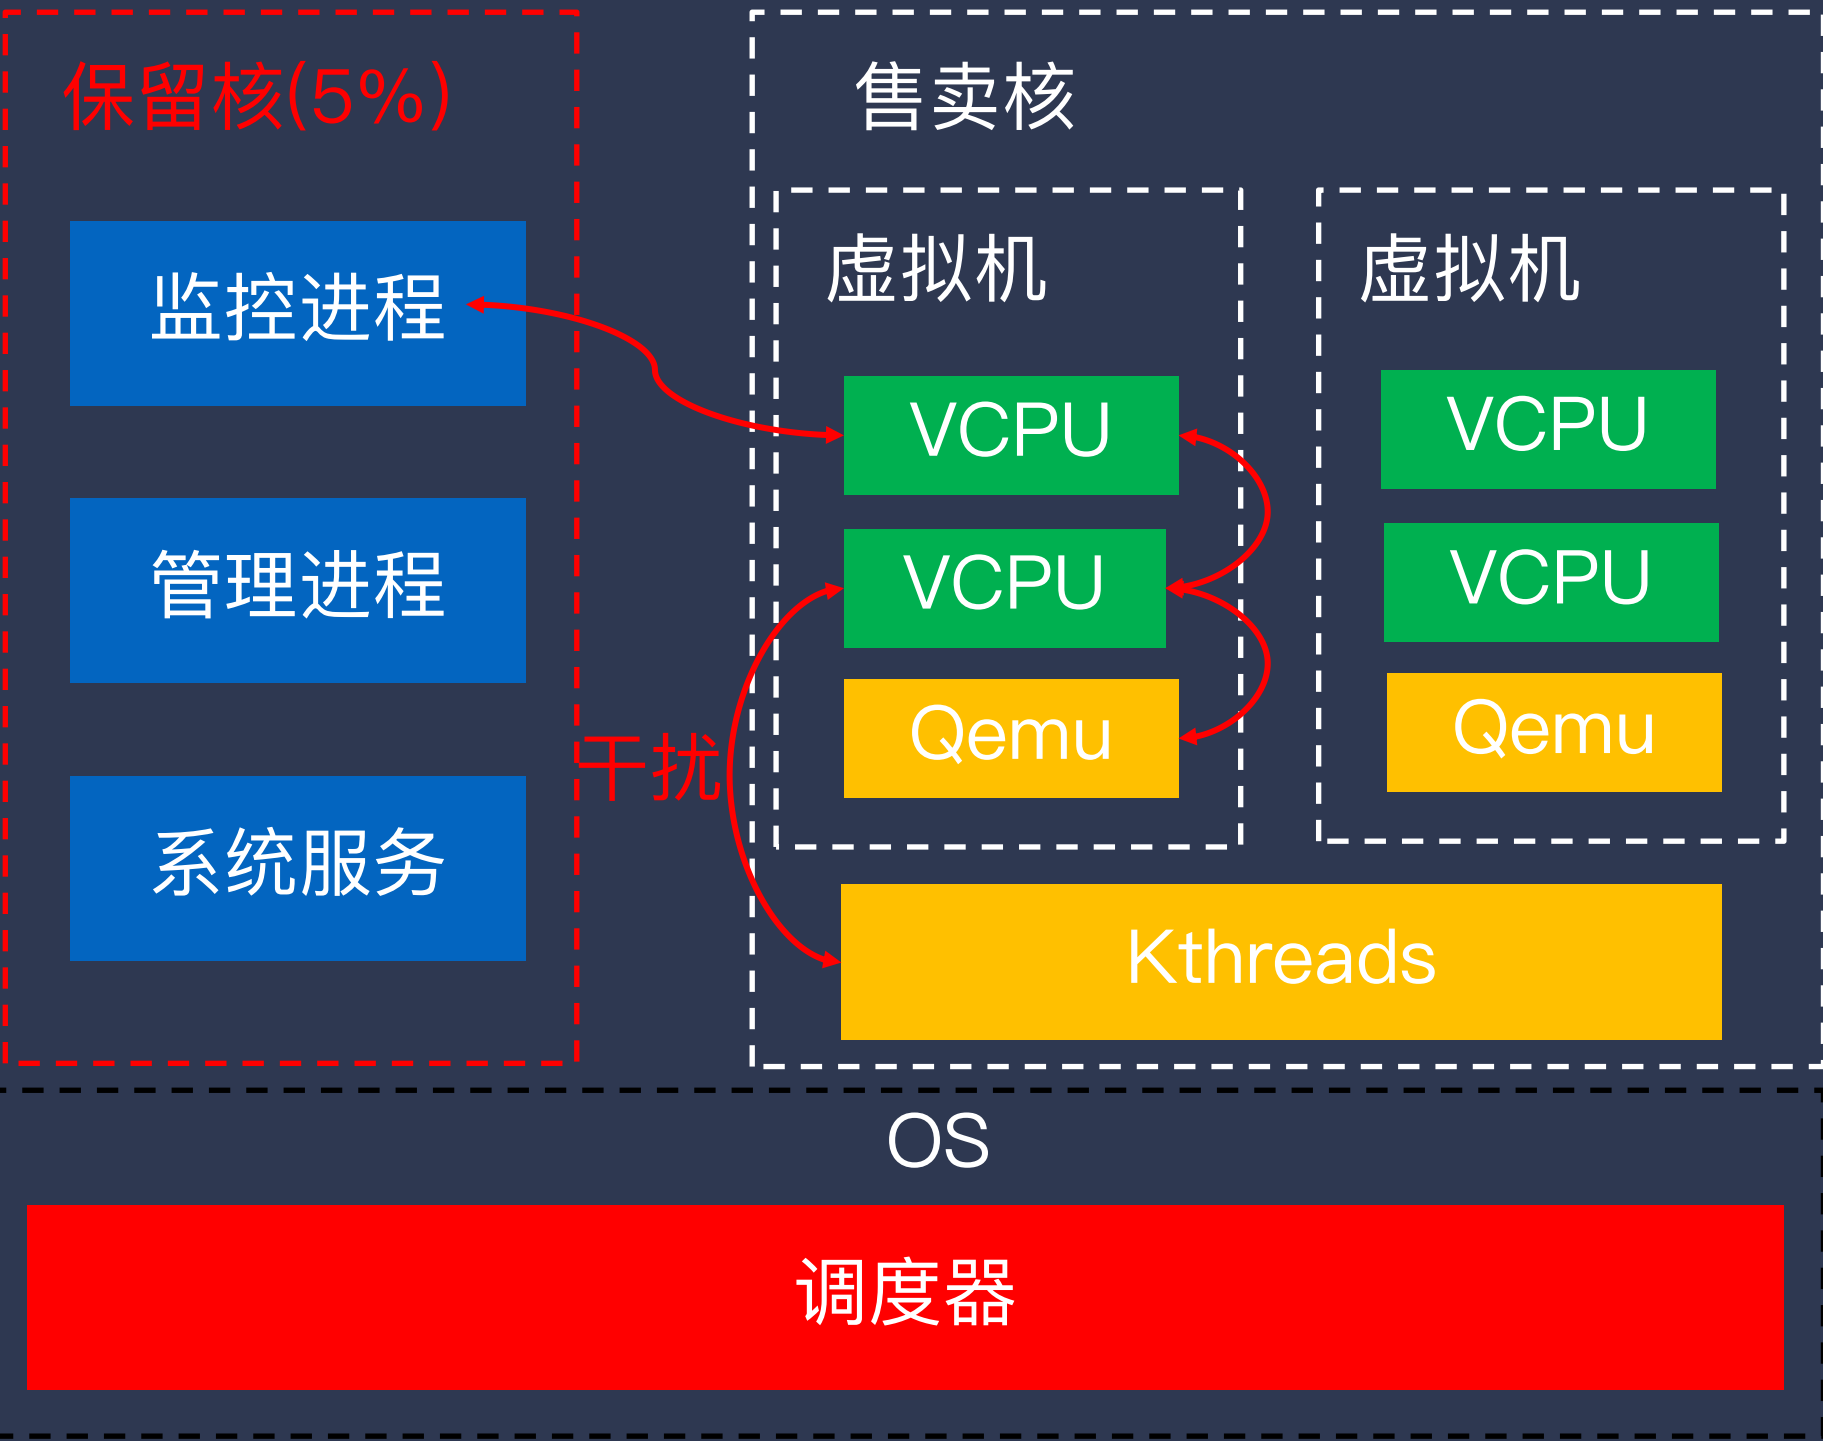 保留核(5%)
监控进程
管理进程
系统服务
干扰
售卖核
虚拟机
VCPU
VCPU
Qemu
虚拟机
VCPU
VCPU
Qemu
Kthreads
OS
调度器